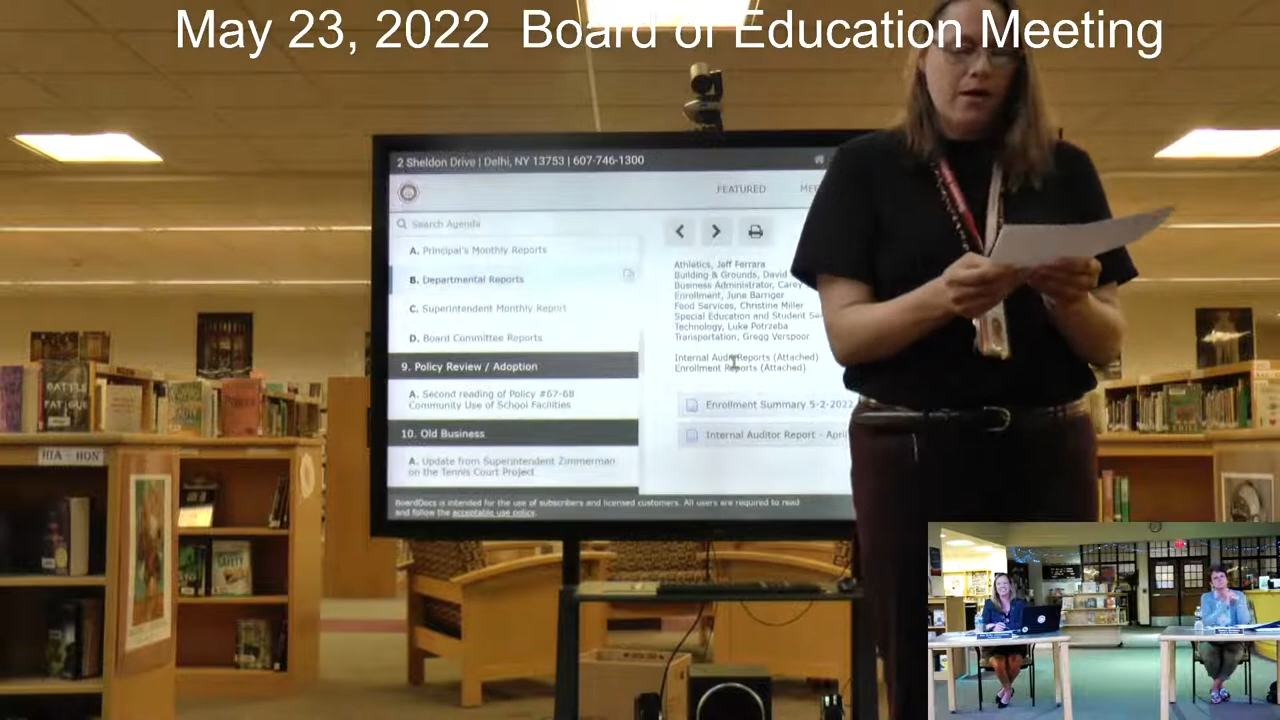 May 23, 2022 Board of Education Meeting
2 Sheldon Drive | Delhi, NY 13753 | 607-746-1300
FEATURED
Search Agenda
A. Principal's Monthly Reports
B. Departmental Reports
C. Superintendent Monthly Report
D. Board Committee Reports
9. Policy Review / Adoption
A. Second reading of Policy #67-68
Community Use of School Facilities
10. Old Business
A. Update from Superintendent Zimmerman
on the Tennis Court Project
Athletics, Jeff Ferrara
Building & Grounds, David
Business Administrator, Carey
Enrollment, June Barriger
Food Services, Christine Miller
Special Education and Student Se
Technology, Luke Potrzeba
Transportation, Gregg Verspoor
Internal Audit Reports (Attached)
Enrollment Reports (Attached)
Enrollment Summary 5-2-2022
Internal Auditor Report - April
BoardDocs is intended for the use of subscribers and licensed customers. All users are required to read
and follow the acceptable use policy.
BATTLE
FATIGUE
HIA - HON